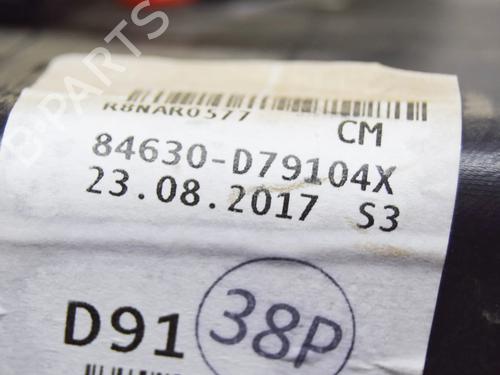 B-PARTS
R8NAR0577
CM
84630-D79104X
23.08.2017 S3
D91 38P